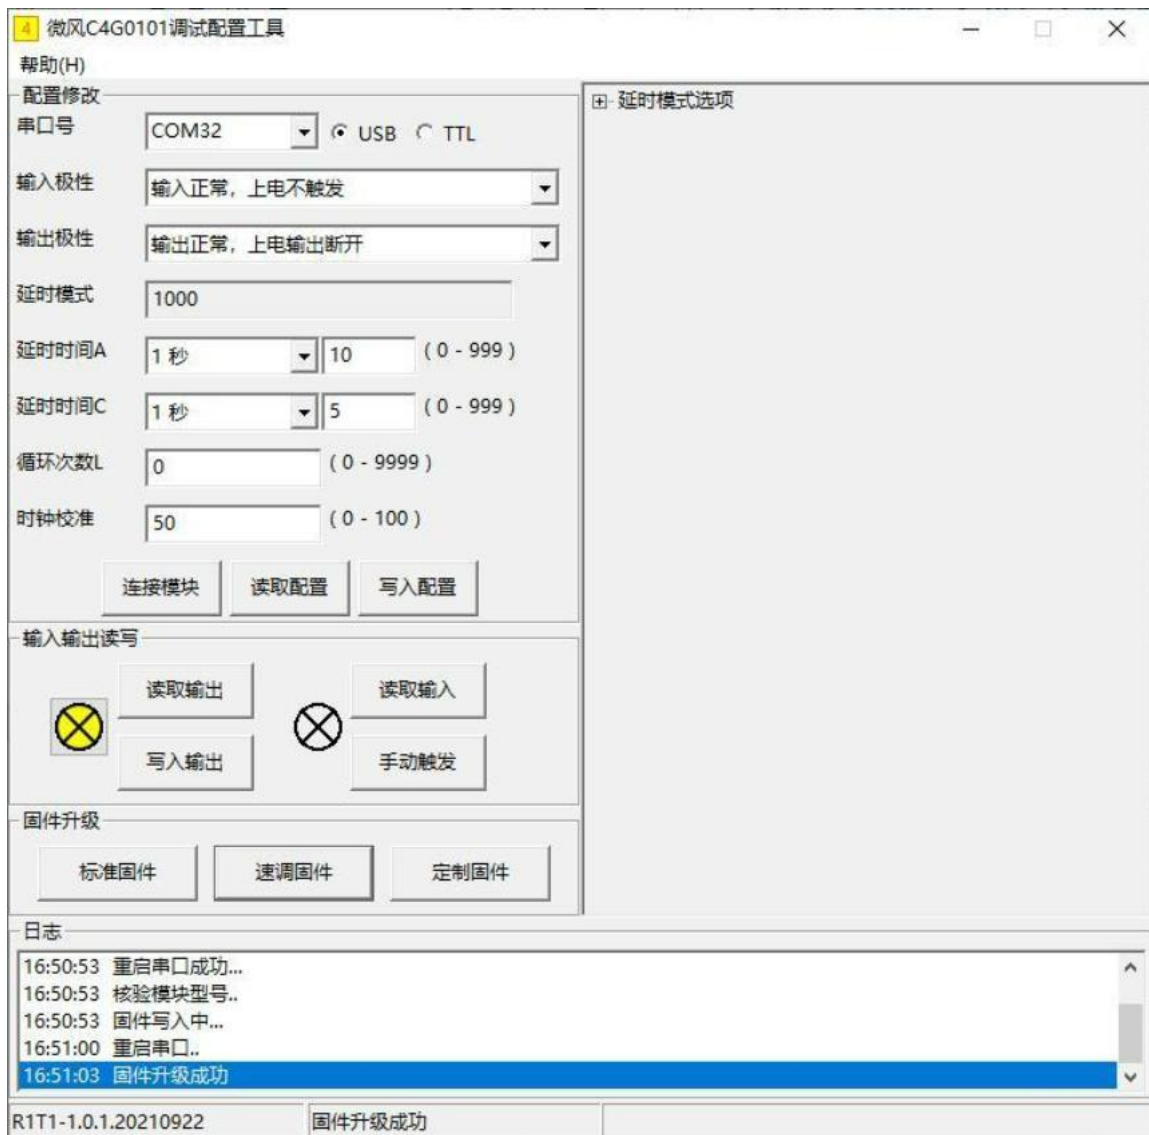 4 微风C4G0101调试配置工具
帮助(H)
配置修改
串口号 COM32 USB TTL
输入极性 输入正常，上电不触发
输出极性 输出正常，上电输出断开
延时模式 1000
延时时间A 1 秒 10 ( 0 - 999 )
延时时间C 1 秒 5 ( 0 - 999 )
循环次数L 0 ( 0 - 9999 )
时钟校准 50 ( 0 - 100 )
连接模块 读取配置 写入配置
输入输出读写
读取输出 读取输入
写入输出 手动触发
固件升级
标准固件 速调固件 定制固件
延时模式选项
日志
16:50:53 重启串口成功...
16:50:53 核验模块型号..
16:50:53 固件写入中...
16:51:00 重启串口..
16:51:03 固件升级成功
R1T1-1.0.1.20210922 固件升级成功